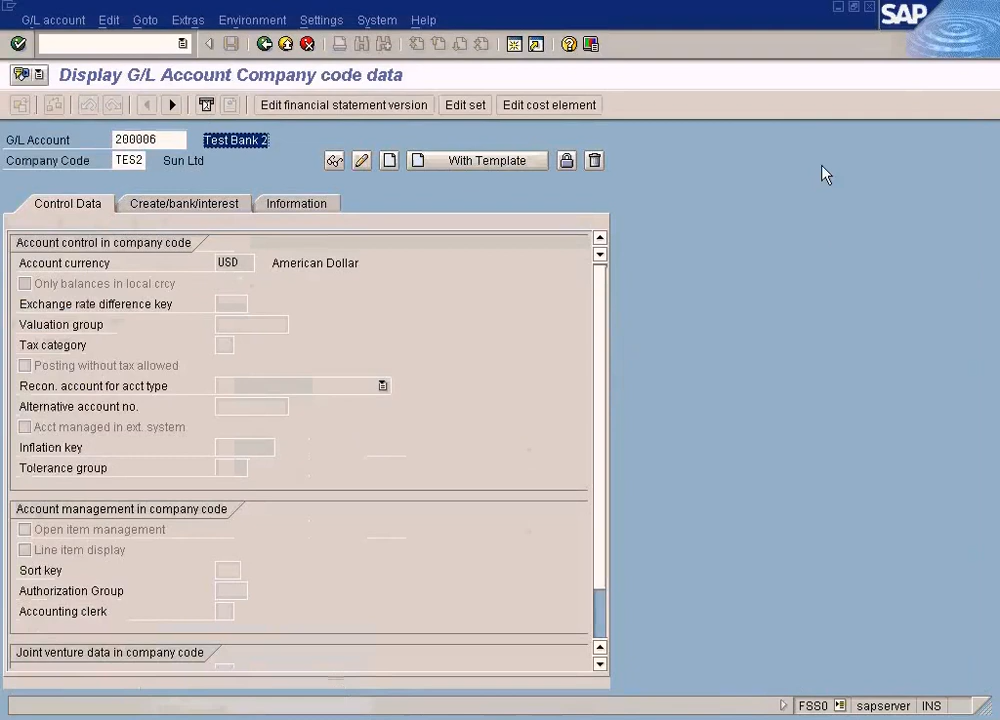 G/L account Edit Goto Extras Environment Settings System Help
SAP
Display G/L Account Company code data
Edit financial statement version Edit set Edit cost element
G/L Account 200006 Test Bank 2
Company Code TES2 Sun Ltd With Template
Control Data Create/bank/interest Information
Account control in company code
Account currency USD American Dollar
Only balances in local crcy
Exchange rate difference key
Valuation group
Tax category
Posting without tax allowed
Recon. account for acct type
Alternative account no.
Acct managed in ext. system
Inflation key
Tolerance group
Account management in company code
Open item management
Line item display
Sort key
Authorization Group
Accounting clerk
Joint venture data in company code
FSS0 sapserver INS